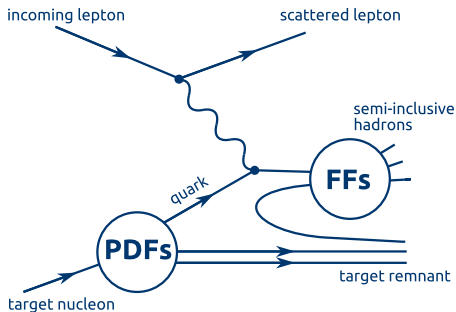 incoming lepton
scattered lepton
semi-inclusive
hadrons
quark
FFs
PDFs
target remnant
target nucleon